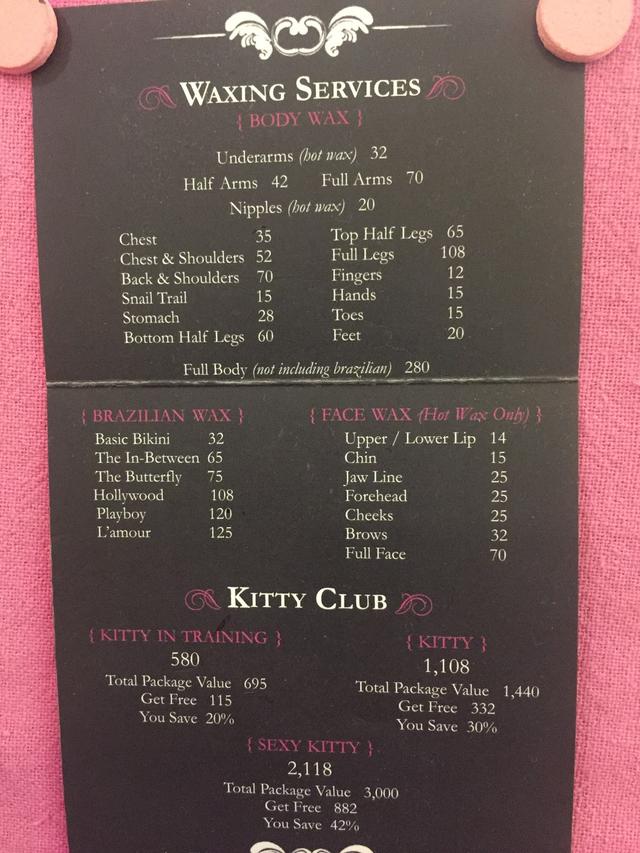 WAXING SERVICES
{ BODY WAX }
Underarms (hot wax) 32
Half Arms 42 Full Arms 70
Nipples (hot wax) 20
Chest 35
Chest & Shoulders 52
Back & Shoulders 70
Snail Trail 15
Stomach 28
Bottom Half Legs 60
Top Half Legs 65
Full Legs 108
Fingers 12
Hands 15
Toes 15
Feet 20
Full Body (not including brazilian) 280
{ BRAZILIAN WAX }
Basic Bikini 32
The In-Between 65
The Butterfly 75
Hollywood 108
Playboy 120
L'amour 125
{ FACE WAX (Hot Wax Only) }
Upper / Lower Lip 14
Chin 15
Jaw Line 25
Forehead 25
Cheeks 25
Brows 32
Full Face 70
KITTY CLUB
{ KITTY IN TRAINING }
580
Total Package Value 695
Get Free 115
You Save 20%
{ KITTY }
1,108
Total Package Value 1,440
Get Free 332
You Save 30%
{ SEXY KITTY }
2,118
Total Package Value 3,000
Get Free 882
You Save 42%